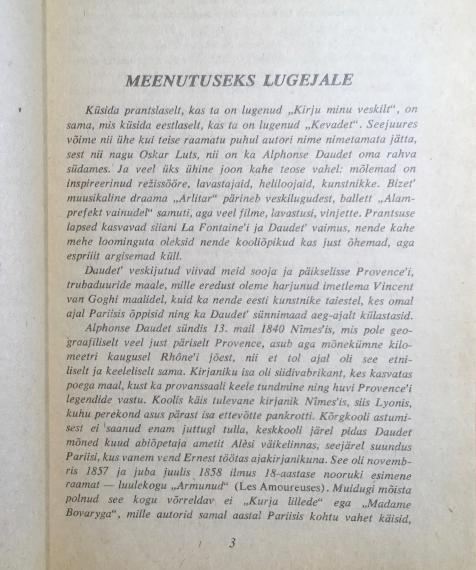 MEENUTUSEKS LUGEJALE
Küsida prantslaselt, kas ta on lugenud „Kirju minu veskilt“, on
sama, mis küsida eestlaselt, kas ta on lugenud „Kevadet“. Seejuures
võime nii ühe kui teise raamatu puhul autori nime nimetamata jätta,
sest nii nagu Oskar Luts, nii on ka Alphonse Daudet oma rahva
südames. Ja veel üks ühine joon kahe teose vahel: mõlemad on
inspireerinud režissööre, lavastajaid, heliloojaid, kunstnikke. Bizet'
muusikaline draama „Arlitar“ pärineb veskilugudest, ballett „Alam-
prefekt vainudel“ samuti, aga veel filme, lavastusi, vinjette. Prantsuse
lapsed kasvavad siiani La Fontaine'i ja Daudet' vaimus, nende kahe
mehe loominguta oleksid nende kooliõpikud kas just õhemad, aga
espriiit argisemad küll.
Daudet' veskijutud viivad meid sooja ja päikselisse Provence'i,
trubaduuride maale, mille eredust oleme harjunud imetlema Vincent
van Goghi maalidel, kuid ka nende eesti kunstnike taiestel, kes omal
ajal Pariisis õppisid ning ka Daudet' sünnimaad aeg-ajalt külastasid.
Alphonse Daudet sündis 13. mail 1840 Nîmes'is, mis pole geo-
graafiliselt veel just päriselt Provence, asub aga mõnekümne kilo-
meetri kaugusel Rhône'i jõest, nii et tol ajal oli see etni-
liselt ja keeleliselt sama. Kirjaniku isa oli siidivabrikant, kes kasvatas
poega maal, kust ka provanssaali keele tundmine ning huvi Provence'i
legendide vastu. Koolis käis tulevane kirjanik Nîmes'is, siis Lyonis,
kuhu perekond asus pärast isa ettevõtte pankrotti. Kõrgkooli astumi-
sest ei saanud enam juttugi tulla, keskkooli järel pidas Daudet
mõned kuud abiõpetaja ametit Alèsi väikelinnas, seejärel suundus
Pariisi, kus vanem vend Ernest töötas ajakirjanikuna. See oli novemb-
ris 1857 ja juba juulis 1858 ilmus 18-aastase nooruki esimene
raamat — luulekogu „Armunud“ (Les Amoureuses). Muidugi mõista
polnud see kogu võrreldav ei „Kurja lillede“ ega „Madame
Bovaryga“, mille autorid samal aastal Pariisis kohtu vahet käisid,
3